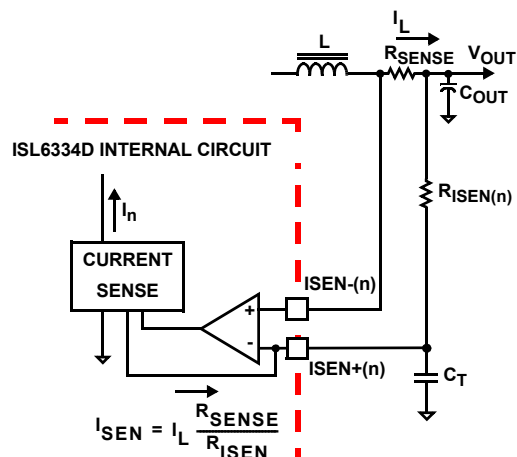 I_L
L
R_SENSE
V_OUT
C_OUT
ISL6334D INTERNAL CIRCUIT
I_n
R_ISEN(n)
CURRENT
SENSE
ISEN-(n)
+
-
ISEN+(n)
C_T
I_SEN = I_L R_SENSE / R_ISEN